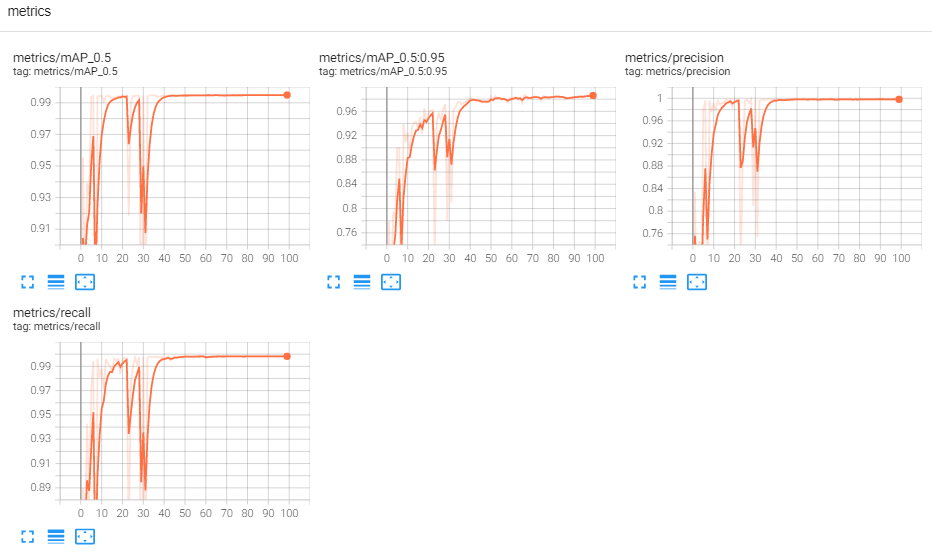 metrics
metrics/mAP_0.5
tag: metrics/mAP_0.5
0.99
0.97
0.95
0.93
0.91
0 10 20 30 40 50 60 70 80 90 100
metrics/mAP_0.5:0.95
tag: metrics/mAP_0.5:0.95
0.96
0.92
0.88
0.84
0.8
0.76
0 10 20 30 40 50 60 70 80 90 100
metrics/precision
tag: metrics/precision
1
0.96
0.92
0.88
0.84
0.8
0.76
0 10 20 30 40 50 60 70 80 90 100
metrics/recall
tag: metrics/recall
0.99
0.97
0.95
0.93
0.91
0.89
0 10 20 30 40 50 60 70 80 90 100